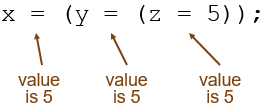 x = (y = (z = 5));
value value value
is 5 is 5 is 5